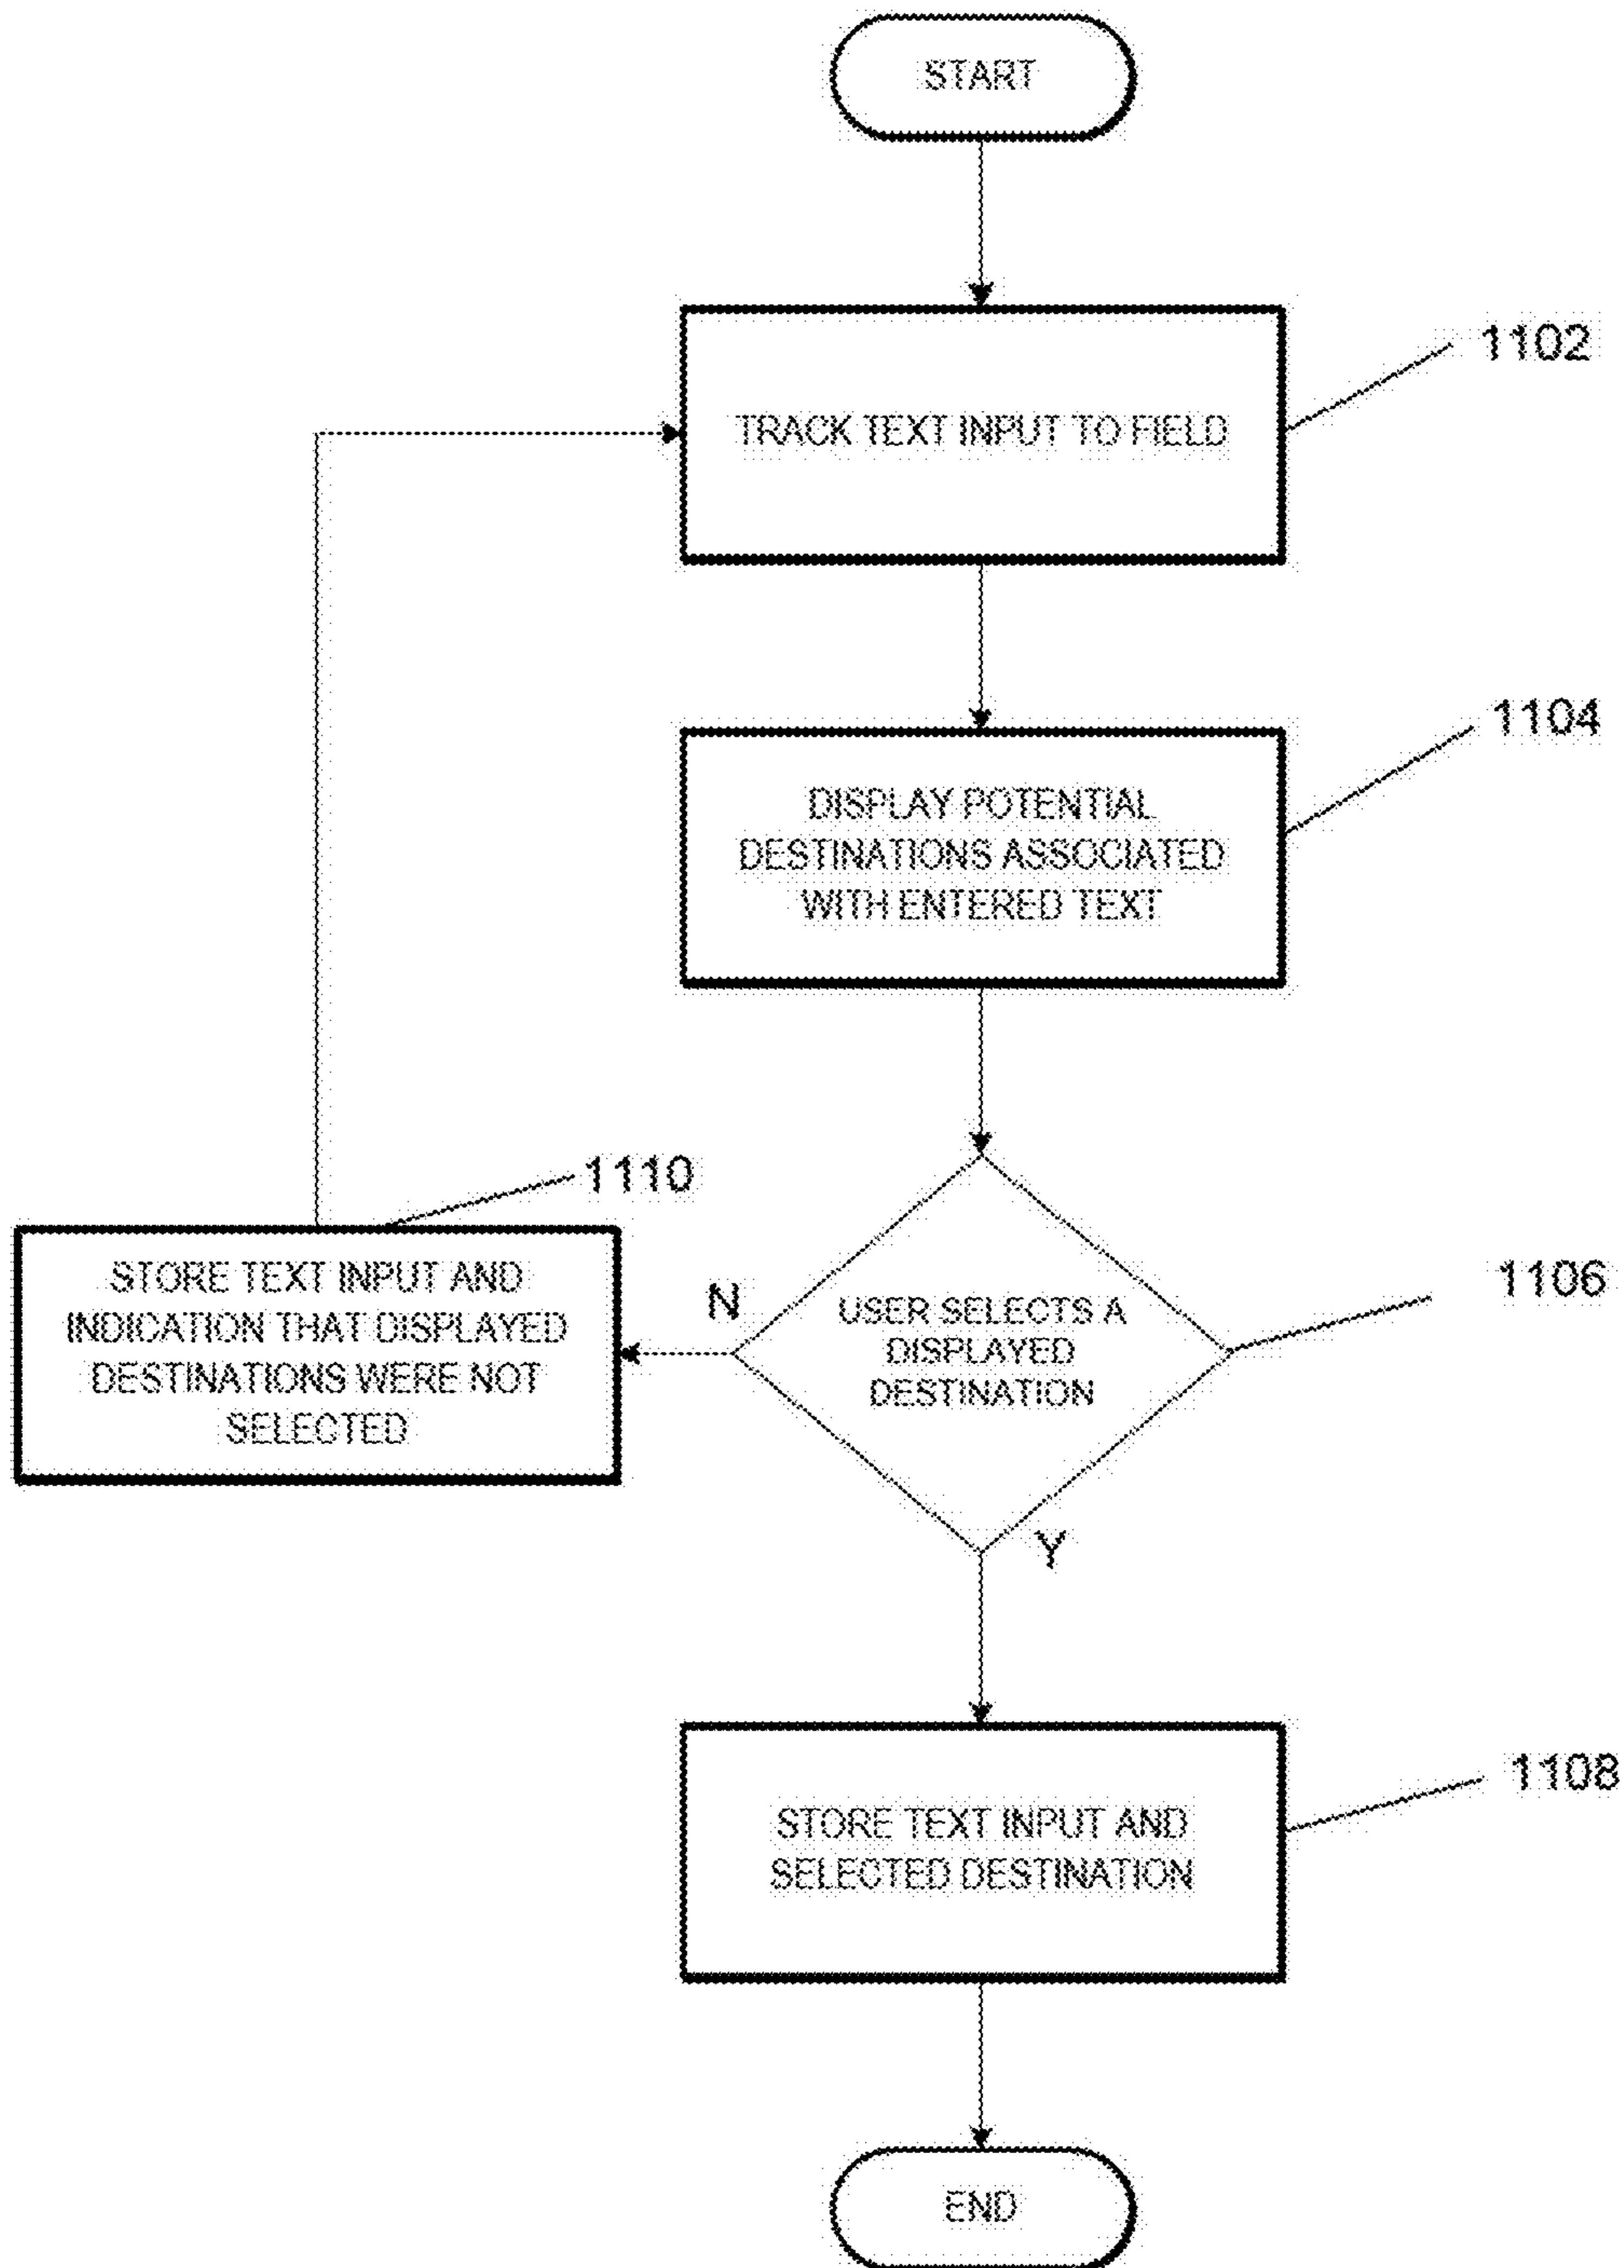 START
1102
TRACK TEXT INPUT TO FIELD
1104
DISPLAY POTENTIAL
DESTINATIONS ASSOCIATED
WITH ENTERED TEXT
1110
STORE TEXT INPUT AND
INDICATION THAT DISPLAYED
DESTINATIONS WERE NOT
SELECTED
N
1106
USER SELECTS A
DISPLAYED
DESTINATION
Y
1108
STORE TEXT INPUT AND
SELECTED DESTINATION
END